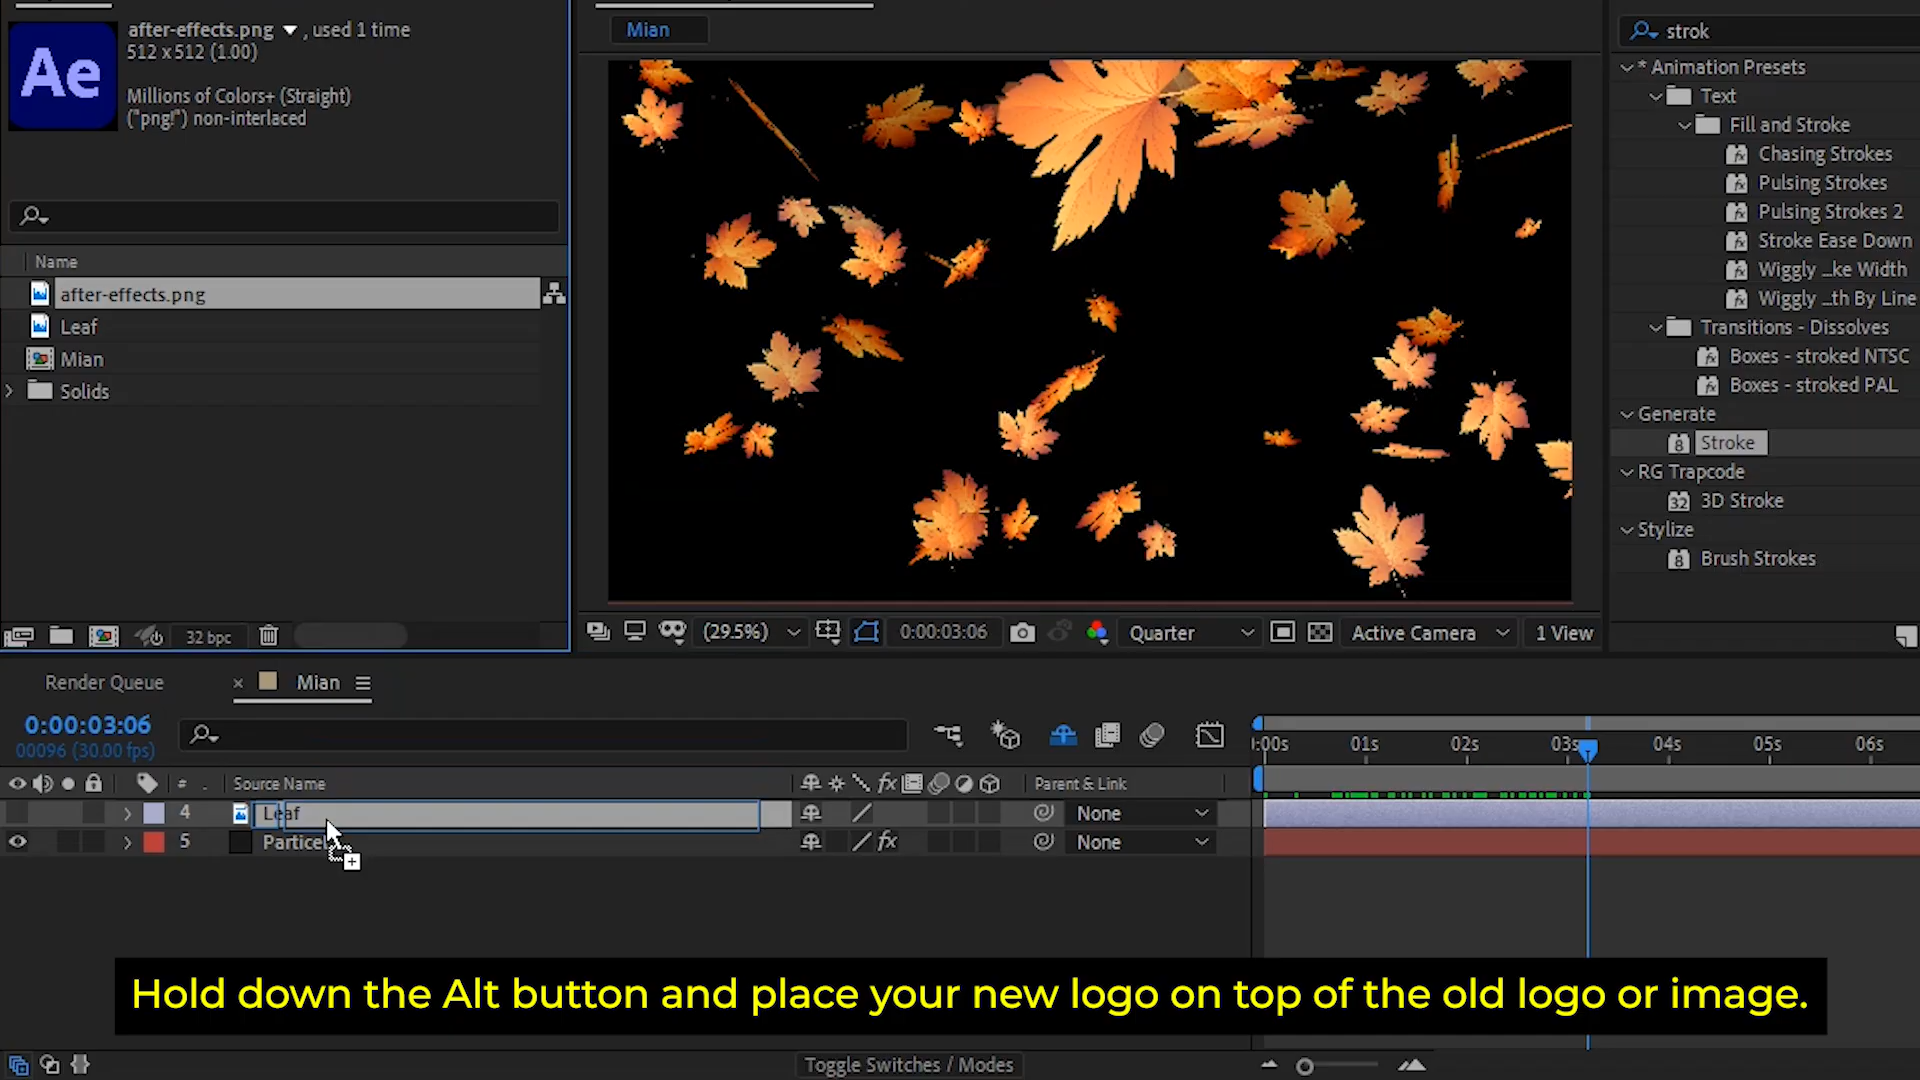 after-effects.png , used 1 time
512 x 512 (1.00)
Millions of Colors+ (Straight)
("png!") non-interlaced
Ae
Name
after-effects.png
Leaf
Mian
Solids
32 bpc
Mian
(29.5%)
0:00:03:06
Quarter
Active Camera
1 View
strok
* Animation Presets
Text
Fill and Stroke
Chasing Strokes
Pulsing Strokes
Pulsing Strokes 2
Stroke Ease Down
Wiggly ...ke Width
Wiggly ...th By Line
Transitions - Dissolves
Boxes - stroked NTSC
Boxes - stroked PAL
Generate
8 Stroke
RG Trapcode
32 3D Stroke
Stylize
8 Brush Strokes
Render Queue
× Mian
0:00:03:06
00096 (30.00 fps)
:00s 01s 02s 03s 04s 05s 06s
# . Source Name fx Parent & Link
4 Leaf None
5 fx None
Hold down the Alt button and place your new logo on top of the old logo or image.
Toggle Switches / Modes